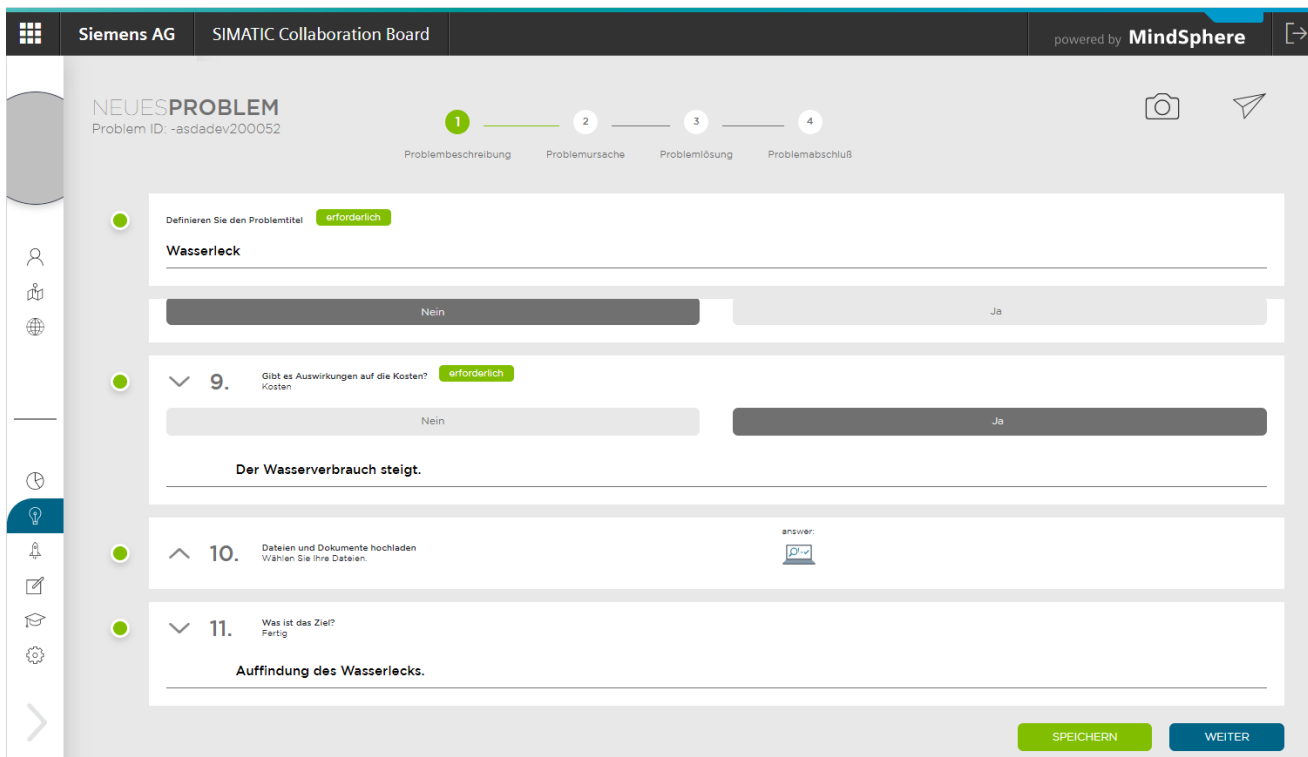 Siemens AG SIMATIC Collaboration Board powered by MindSphere
NEUESPROBLEM
Problem ID: -asdadev200052
1 2 3 4
Problembeschreibung Problemursache Problemlösung Problemabschluß
Definieren Sie den Problemtitel erforderlich
Wasserleck
Nein Ja
9. Gibt es Auswirkungen auf die Kosten? erforderlich
Kosten
Nein Ja
Der Wasserverbrauch steigt.
answer:
10. Dateien und Dokumente hochladen
Wählen Sie Ihre Dateien.
11. Was ist das Ziel?
Fertig
Auffindung des Wasserlecks.
SPEICHERN WEITER